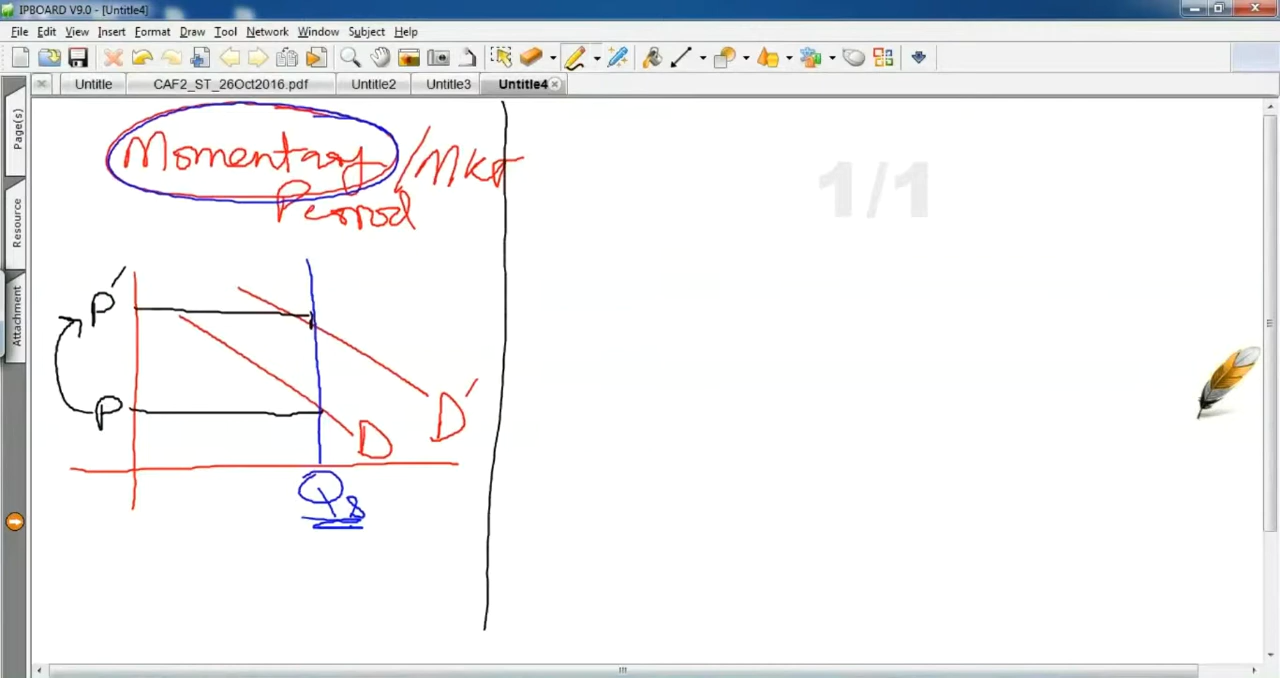 IPBOARD V9.0 - [Untitle4]
File Edit View Insert Format Draw Tool Network Window Subject Help
Untitle CAF2_ST_26Oct2016.pdf Untitle2 Untitle3 Untitle4
Page(s)
Resource
Attachment
Momentary / Mkt
Period
1/1
P'
P
D
D'
Qs